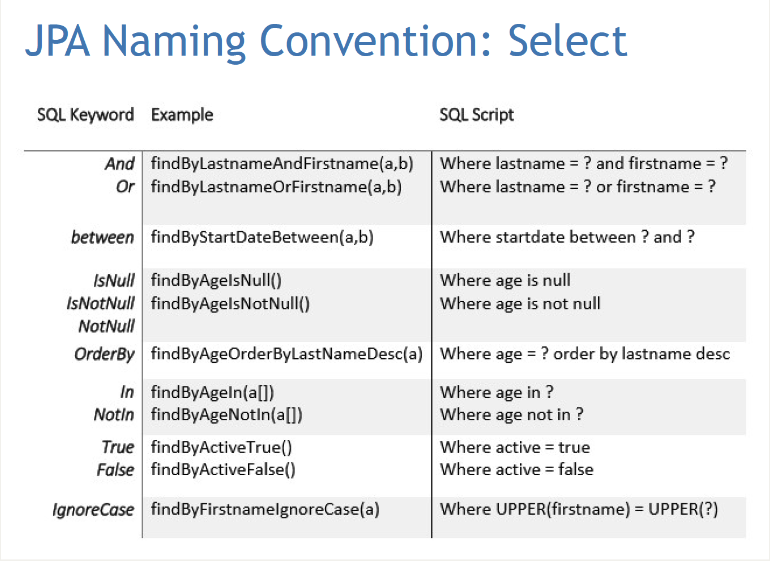 JPA Naming Convention: Select
SQL Keyword Example SQL Script
And findByLastnameAndFirstname(a,b) Where lastname = ? and firstname = ?
Or findByLastnameOrFirstname(a,b) Where lastname = ? or firstname = ?
between findByStartDateBetween(a,b) Where startdate between ? and ?
IsNull findByAgeIsNull() Where age is null
IsNotNull findByAgeIsNotNull() Where age is not null
NotNull
OrderBy findByAgeOrderByLastNameDesc(a) Where age = ? order by lastname desc
In findByAgeIn(a[]) Where age in ?
NotIn findByAgeNotIn(a[]) Where age not in ?
True findByActiveTrue() Where active = true
False findByActiveFalse() Where active = false
IgnoreCase findByFirstnameIgnoreCase(a) Where UPPER(firstname) = UPPER(?)